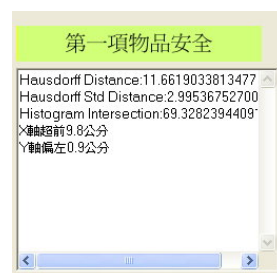 第一項物品安全
Hausdorff Distance:11.6619033813477
Hausdorff Std Distance:2.99536752700
Histogram Intersection:69.3282394409
X軸超前9.8公分
Y軸偏左0.9公分